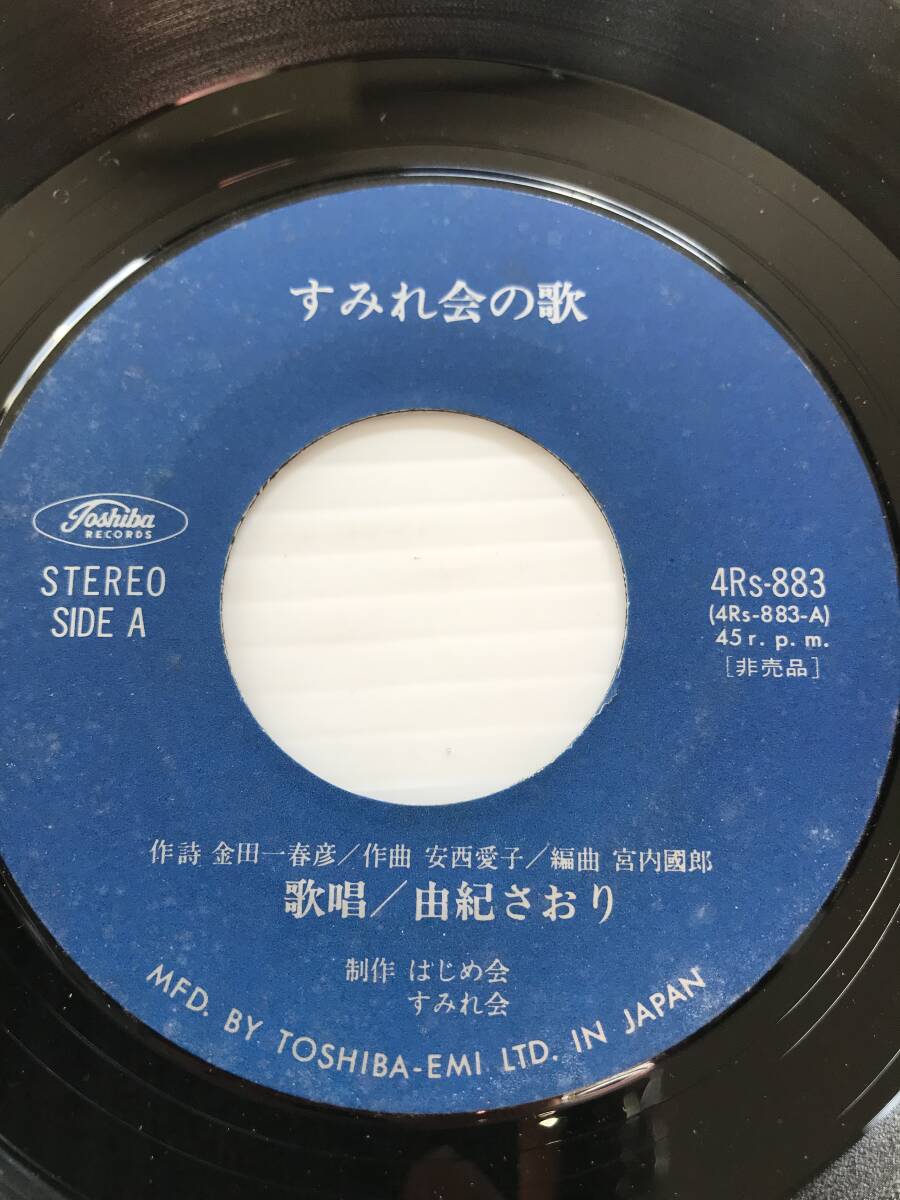 すみれ会の歌
Toshiba
RECORDS
STEREO
SIDE A
4Rs-883
(4Rs-883-A)
45 r. p. m.
［非売品］
作詩 金田一春彦／作曲 安西愛子／編曲 宮内國郎
歌唱／由紀さおり
制作 はじめ会
すみれ会
MFD. BY TOSHIBA-EMI LTD. IN JAPAN